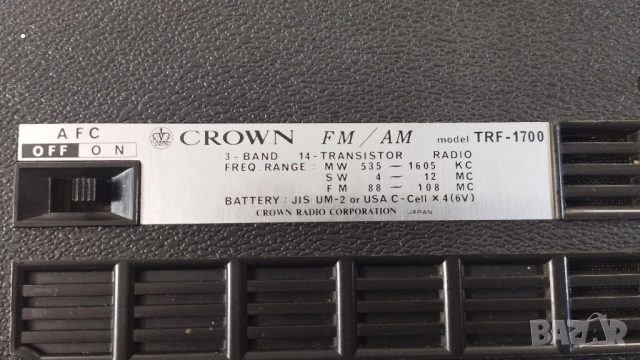 AFC
OFF ON
CROWN FM/AM model TRF-1700
3-BAND 14-TRANSISTOR RADIO
FREQ. RANGE: MW 535 ~ 1605 KC
SW 4 ~ 12 MC
FM 88 ~ 108 MC
BATTERY: JIS UM-2 or USA C-Cell × 4 (6V)
CROWN RADIO CORPORATION JAPAN
BAZAR